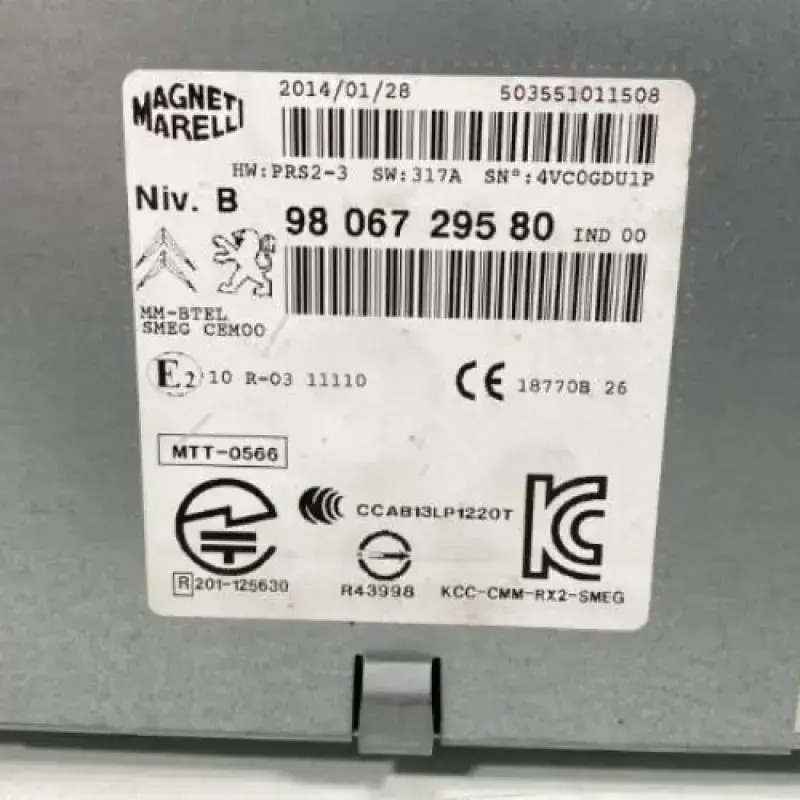 MAGNETI
MARELLI
2014/01/28 503551011508
HW:PRS2-3 SW:317A SN°:4VC0GDU1P
Niv. B
98 067 295 80 IND 00
MM-BTEL
SMEG CEM00
E2 10 R-03 11110
CE 18770B 26
MTT-0566
CCAB13LP1220T
R 201-125630
R43998
KCC-CMM-RX2-SMEG